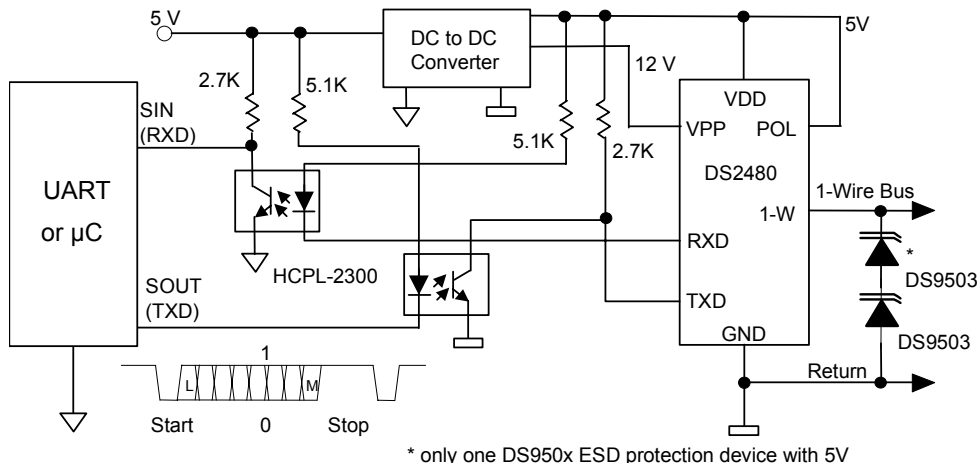 5 V
DC to DC
Converter
5V
2.7K
5.1K
12 V
VDD
SIN
(RXD)
VPP
POL
5.1K
2.7K
DS2480
UART
or µC
1-Wire Bus
1-W
RXD
*
DS9503
HCPL-2300
SOUT
(TXD)
TXD
GND
DS9503
1
L
M
Return
Start
0
Stop
* only one DS950x ESD protection device with 5V